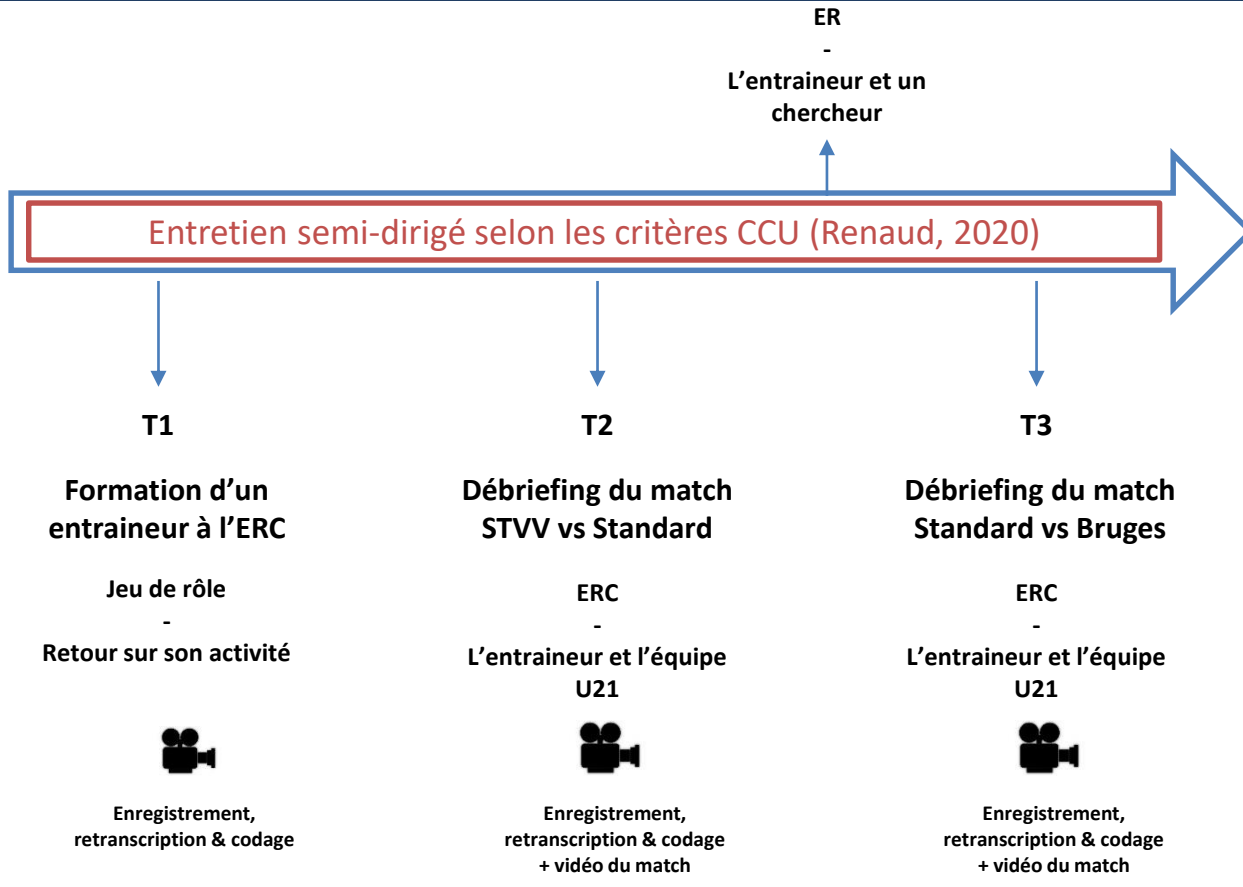 ER
-
L'entraineur et un
chercheur
Entretien semi-dirigé selon les critères CCU (Renaud, 2020)
T1
Formation d'un
entraineur à l'ERC
Jeu de rôle
-
Retour sur son activité
Enregistrement,
retranscription & codage
T2
Débriefing du match
STVV vs Standard
ERC
-
L'entraineur et l'équipe
U21
Enregistrement,
retranscription & codage
+ vidéo du match
T3
Débriefing du match
Standard vs Bruges
ERC
-
L'entraineur et l'équipe
U21
Enregistrement,
retranscription & codage
+ vidéo du match